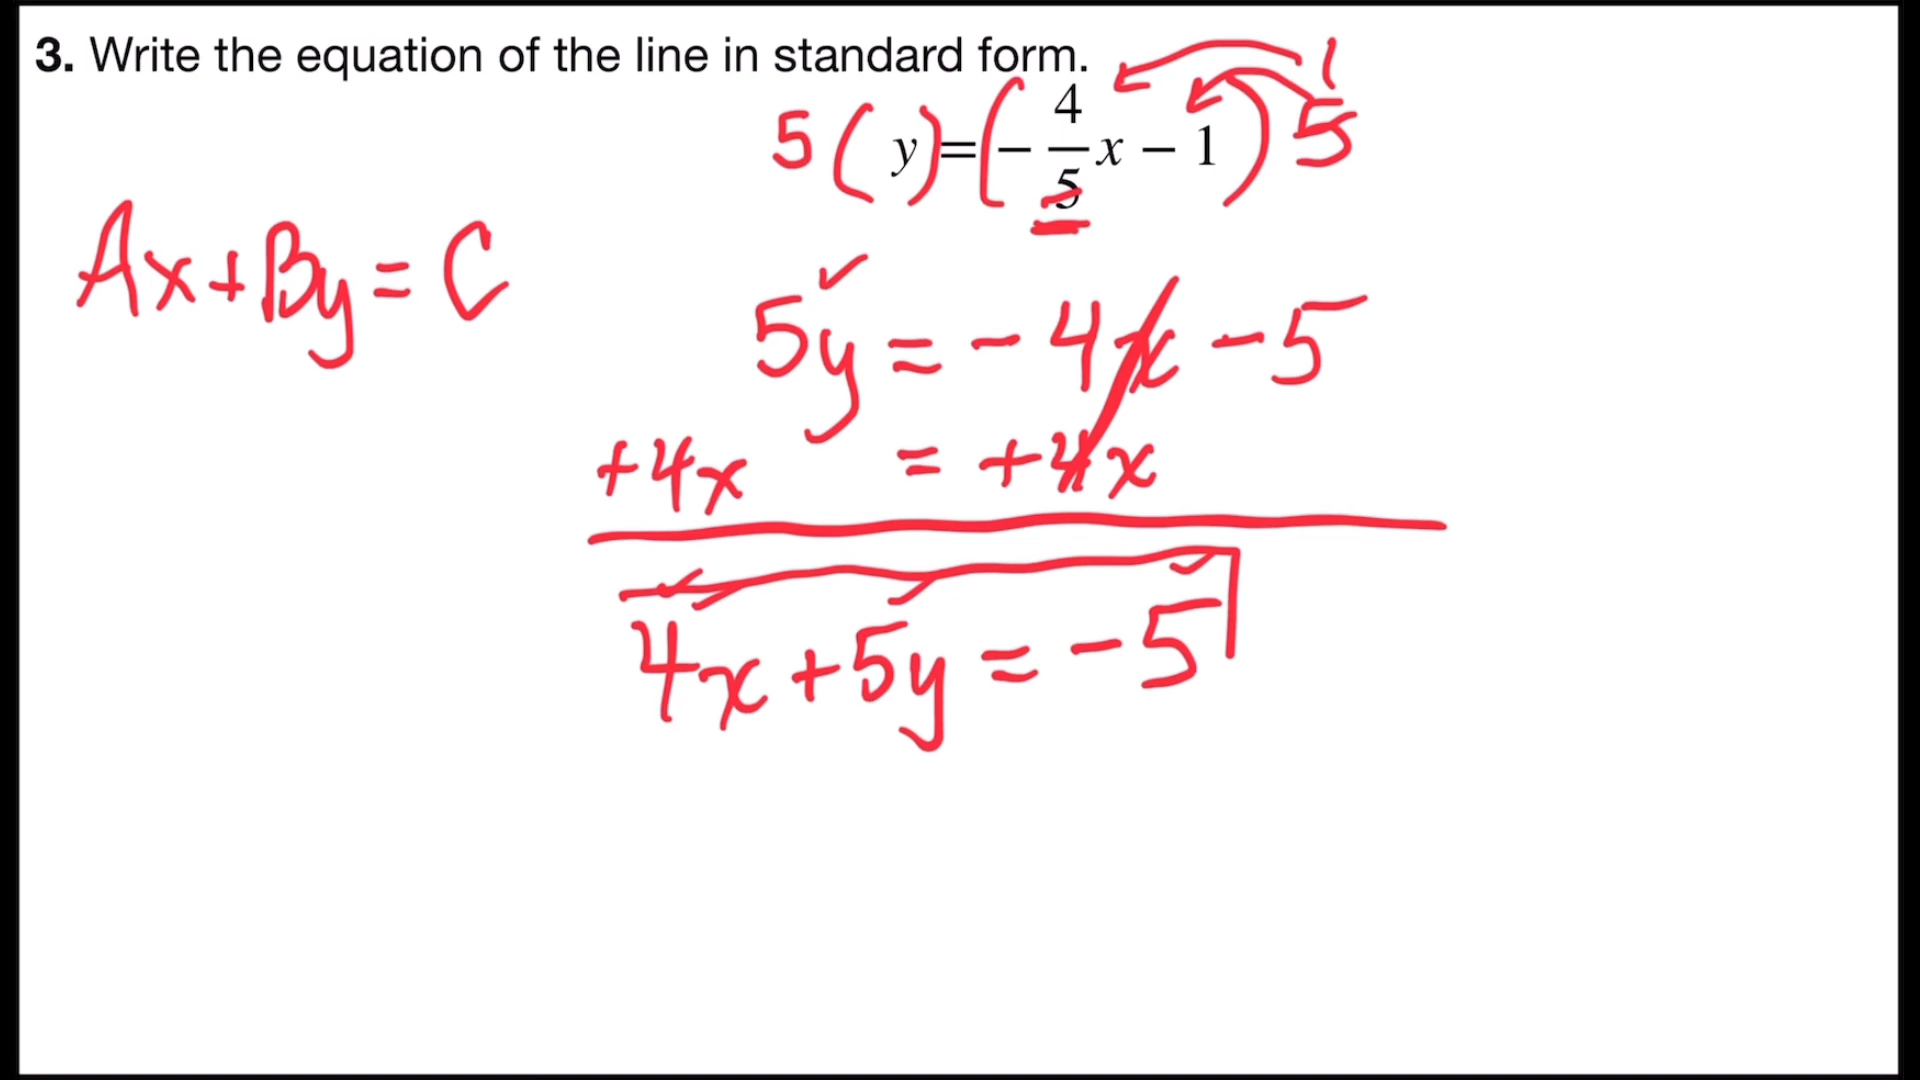 3. Write the equation of the line in standard form.
5(y)=(-4/5x - 1)5 1
Ax+By=C
5y = -4x -5
+4x = +4x
4x+5y=-5